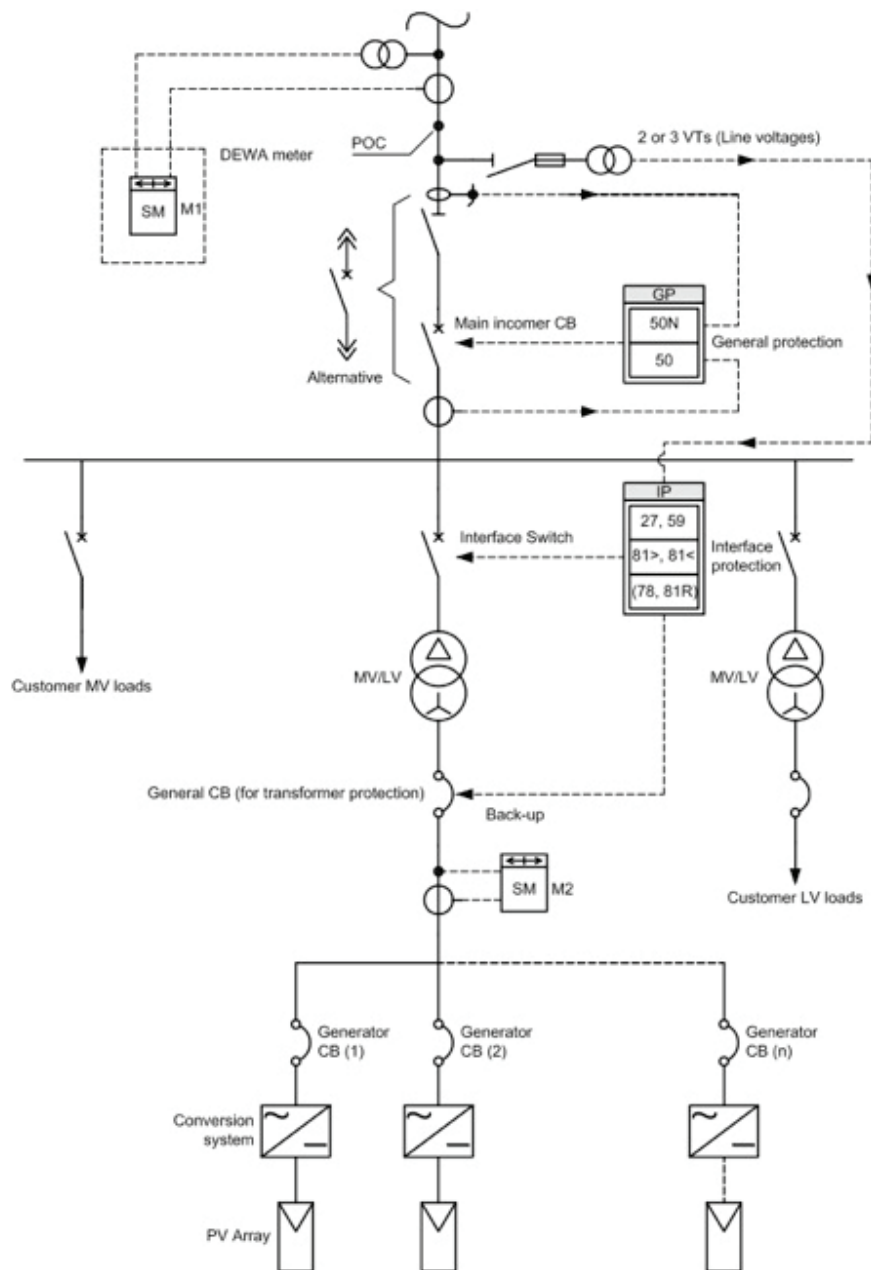 2 or 3 VTs (Line voltages)
POC
DEWA meter
SM
M1
GP
50N
50
General protection
Main incomer CB
Alternative
IP
27, 59
81>, 81<
(78, 81R)
Interface Switch
Interface
protection
Customer MV loads
MV/LV
MV/LV
General CB (for transformer protection)
Back-up
SM
M2
Customer LV loads
Generator
CB (1)
Generator
CB (2)
Generator
CB (n)
Conversion
system
PV Array